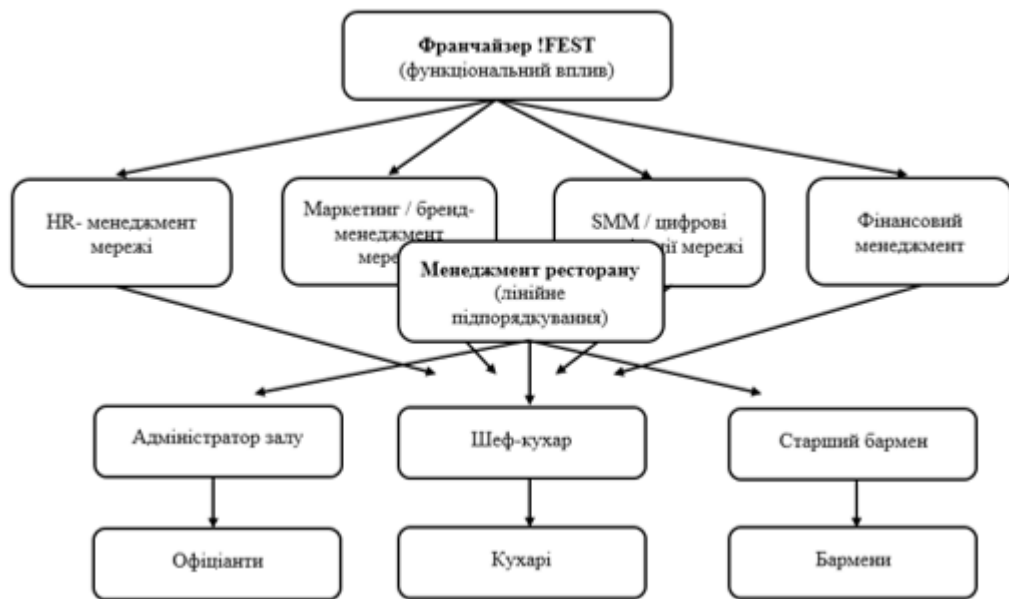 Франчайзер !FEST
(функціональний вплив)
HR- менеджмент
мережі
Маркетинг / бренд-
менеджмент
SMM / цифрові
мережі
Фінансовий
менеджмент
Менеджмент ресторану
(лінійне
підпорядкування)
Адміністратор залу
Шеф-кухар
Старший бармен
Офіціанти
Кухарі
Бармени